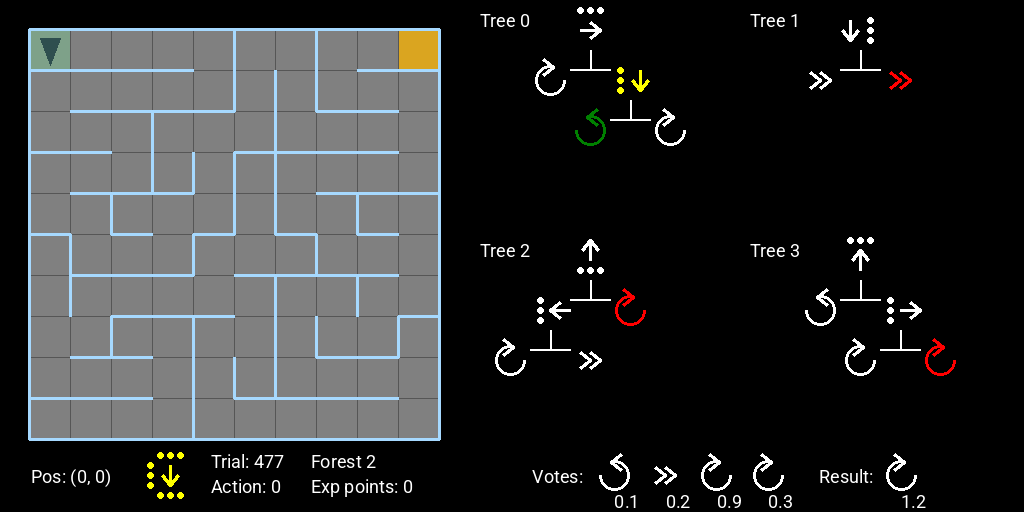 Tree 0
Tree 1
Tree 2
Tree 3
Pos: (0, 0)
Trial: 477
Forest 2
Action: 0
Exp points: 0
Votes:
0.1
0.2
0.9
0.3
Result:
1.2